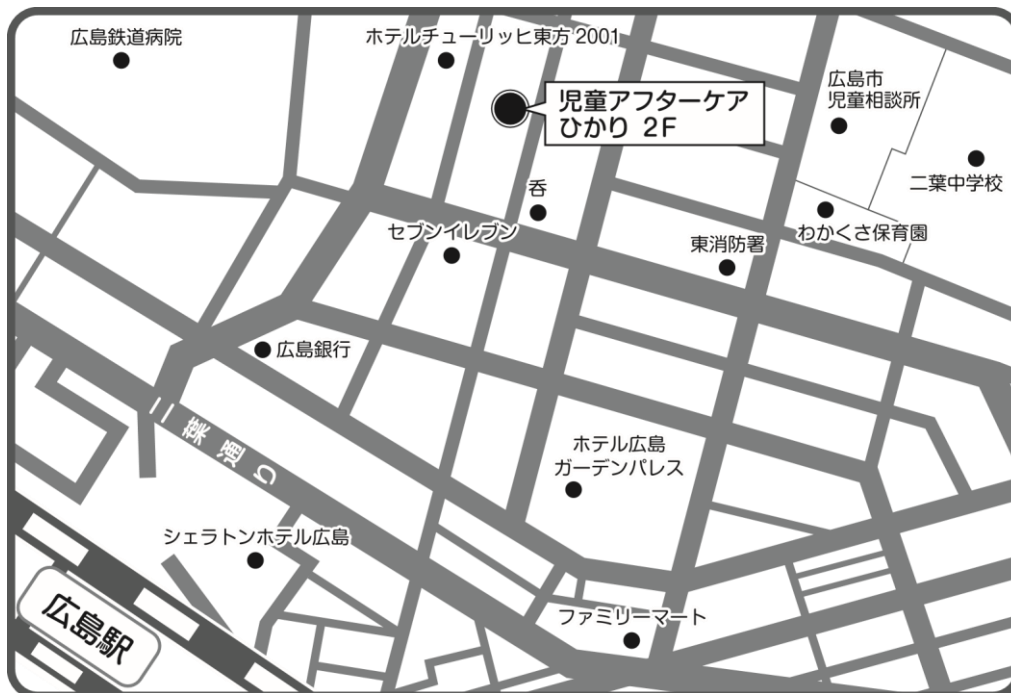 広島鉄道病院
ホテルチューリッヒ東方 2001
児童アフターケア
ひかり 2F
広島市
児童相談所
二葉中学校
呑
セブンイレブン
東消防署
わかくさ保育園
広島銀行
二葉通り
ホテル広島
ガーデンパレス
シェラトンホテル広島
広島駅
ファミリーマート